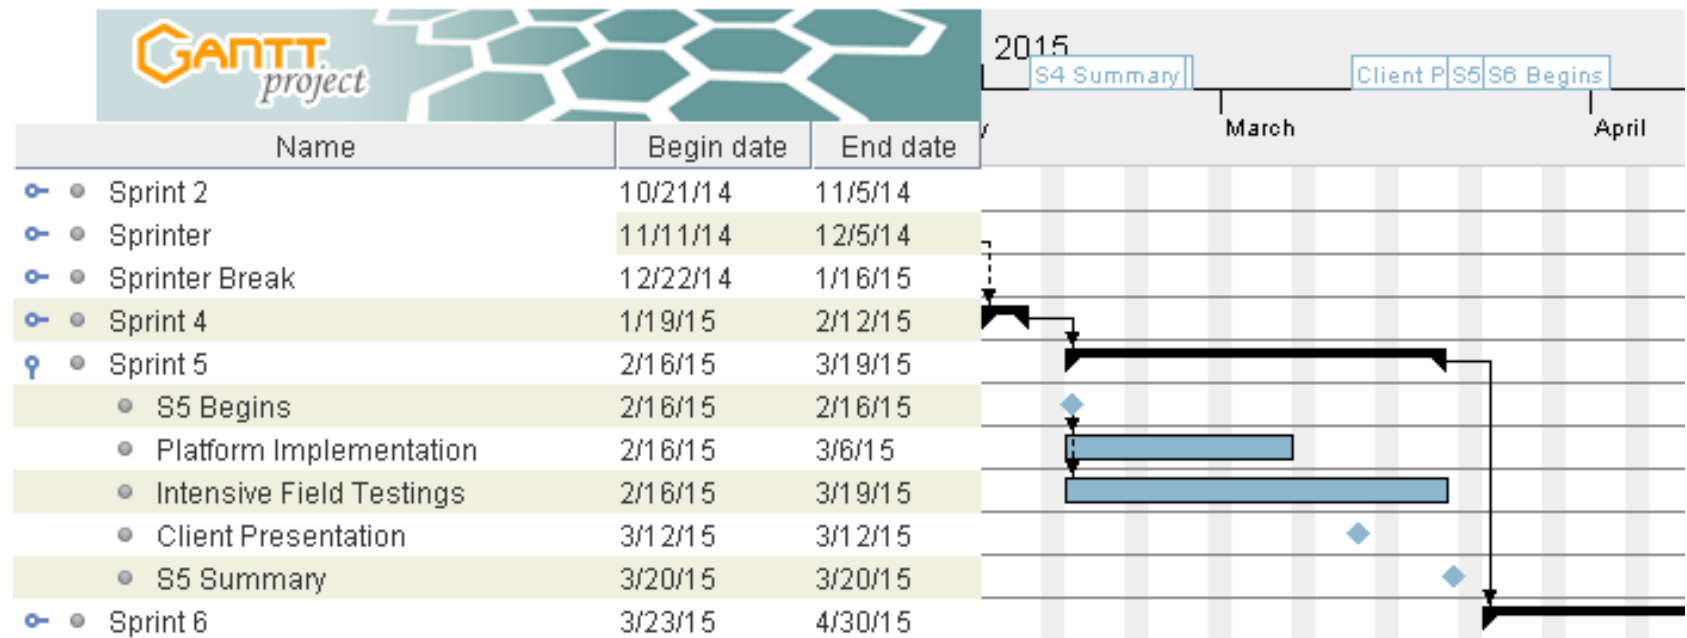 GANTT
project
2015
S4 Summary
Client P S5 S6 Begins
March
April
Name Begin date End date
Sprint 2 10/21/14 11/5/14
Sprinter 11/11/14 12/5/14
Sprinter Break 12/22/14 1/16/15
Sprint 4 1/19/15 2/12/15
Sprint 5 2/16/15 3/19/15
S5 Begins 2/16/15 2/16/15
Platform Implementation 2/16/15 3/6/15
Intensive Field Testings 2/16/15 3/19/15
Client Presentation 3/12/15 3/12/15
S5 Summary 3/20/15 3/20/15
Sprint 6 3/23/15 4/30/15